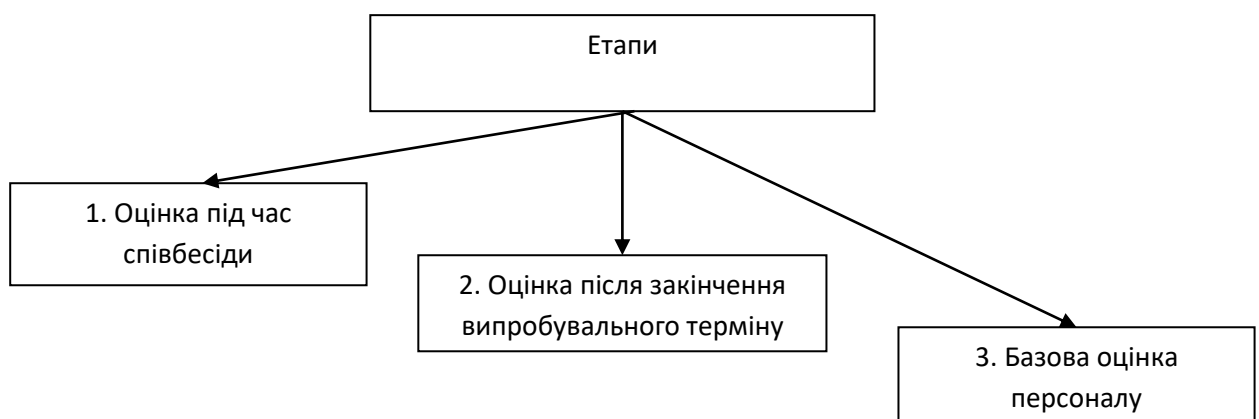 Етапи
1. Оцінка під час
співбесіди
2. Оцінка після закінчення
випробувального терміну
3. Базова оцінка
персоналу